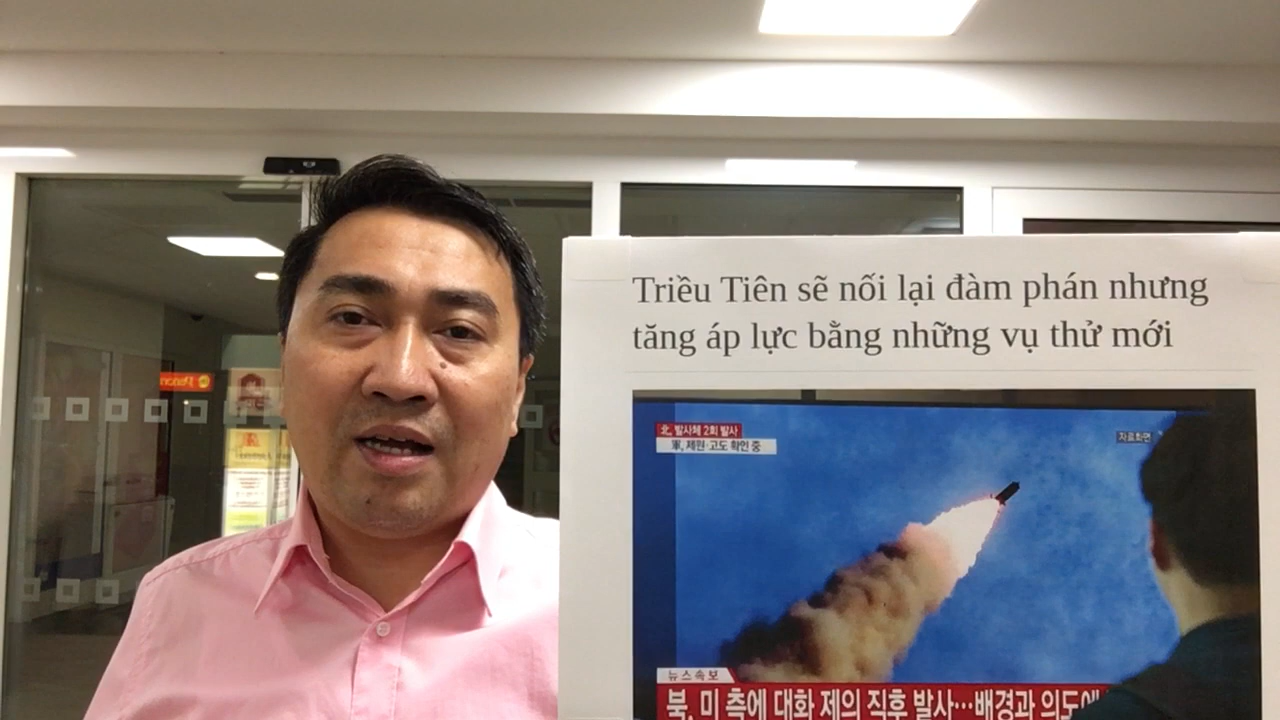 Triều Tiên sẽ nối lại đàm phán nhưng
tăng áp lực bằng những vụ thử mới
北, 발사체 2회 발사
軍, 제원·고도 확인 중
자료화면
뉴스속보
북, 미 측에 대화 제의 직후 발사…배경과 의도에